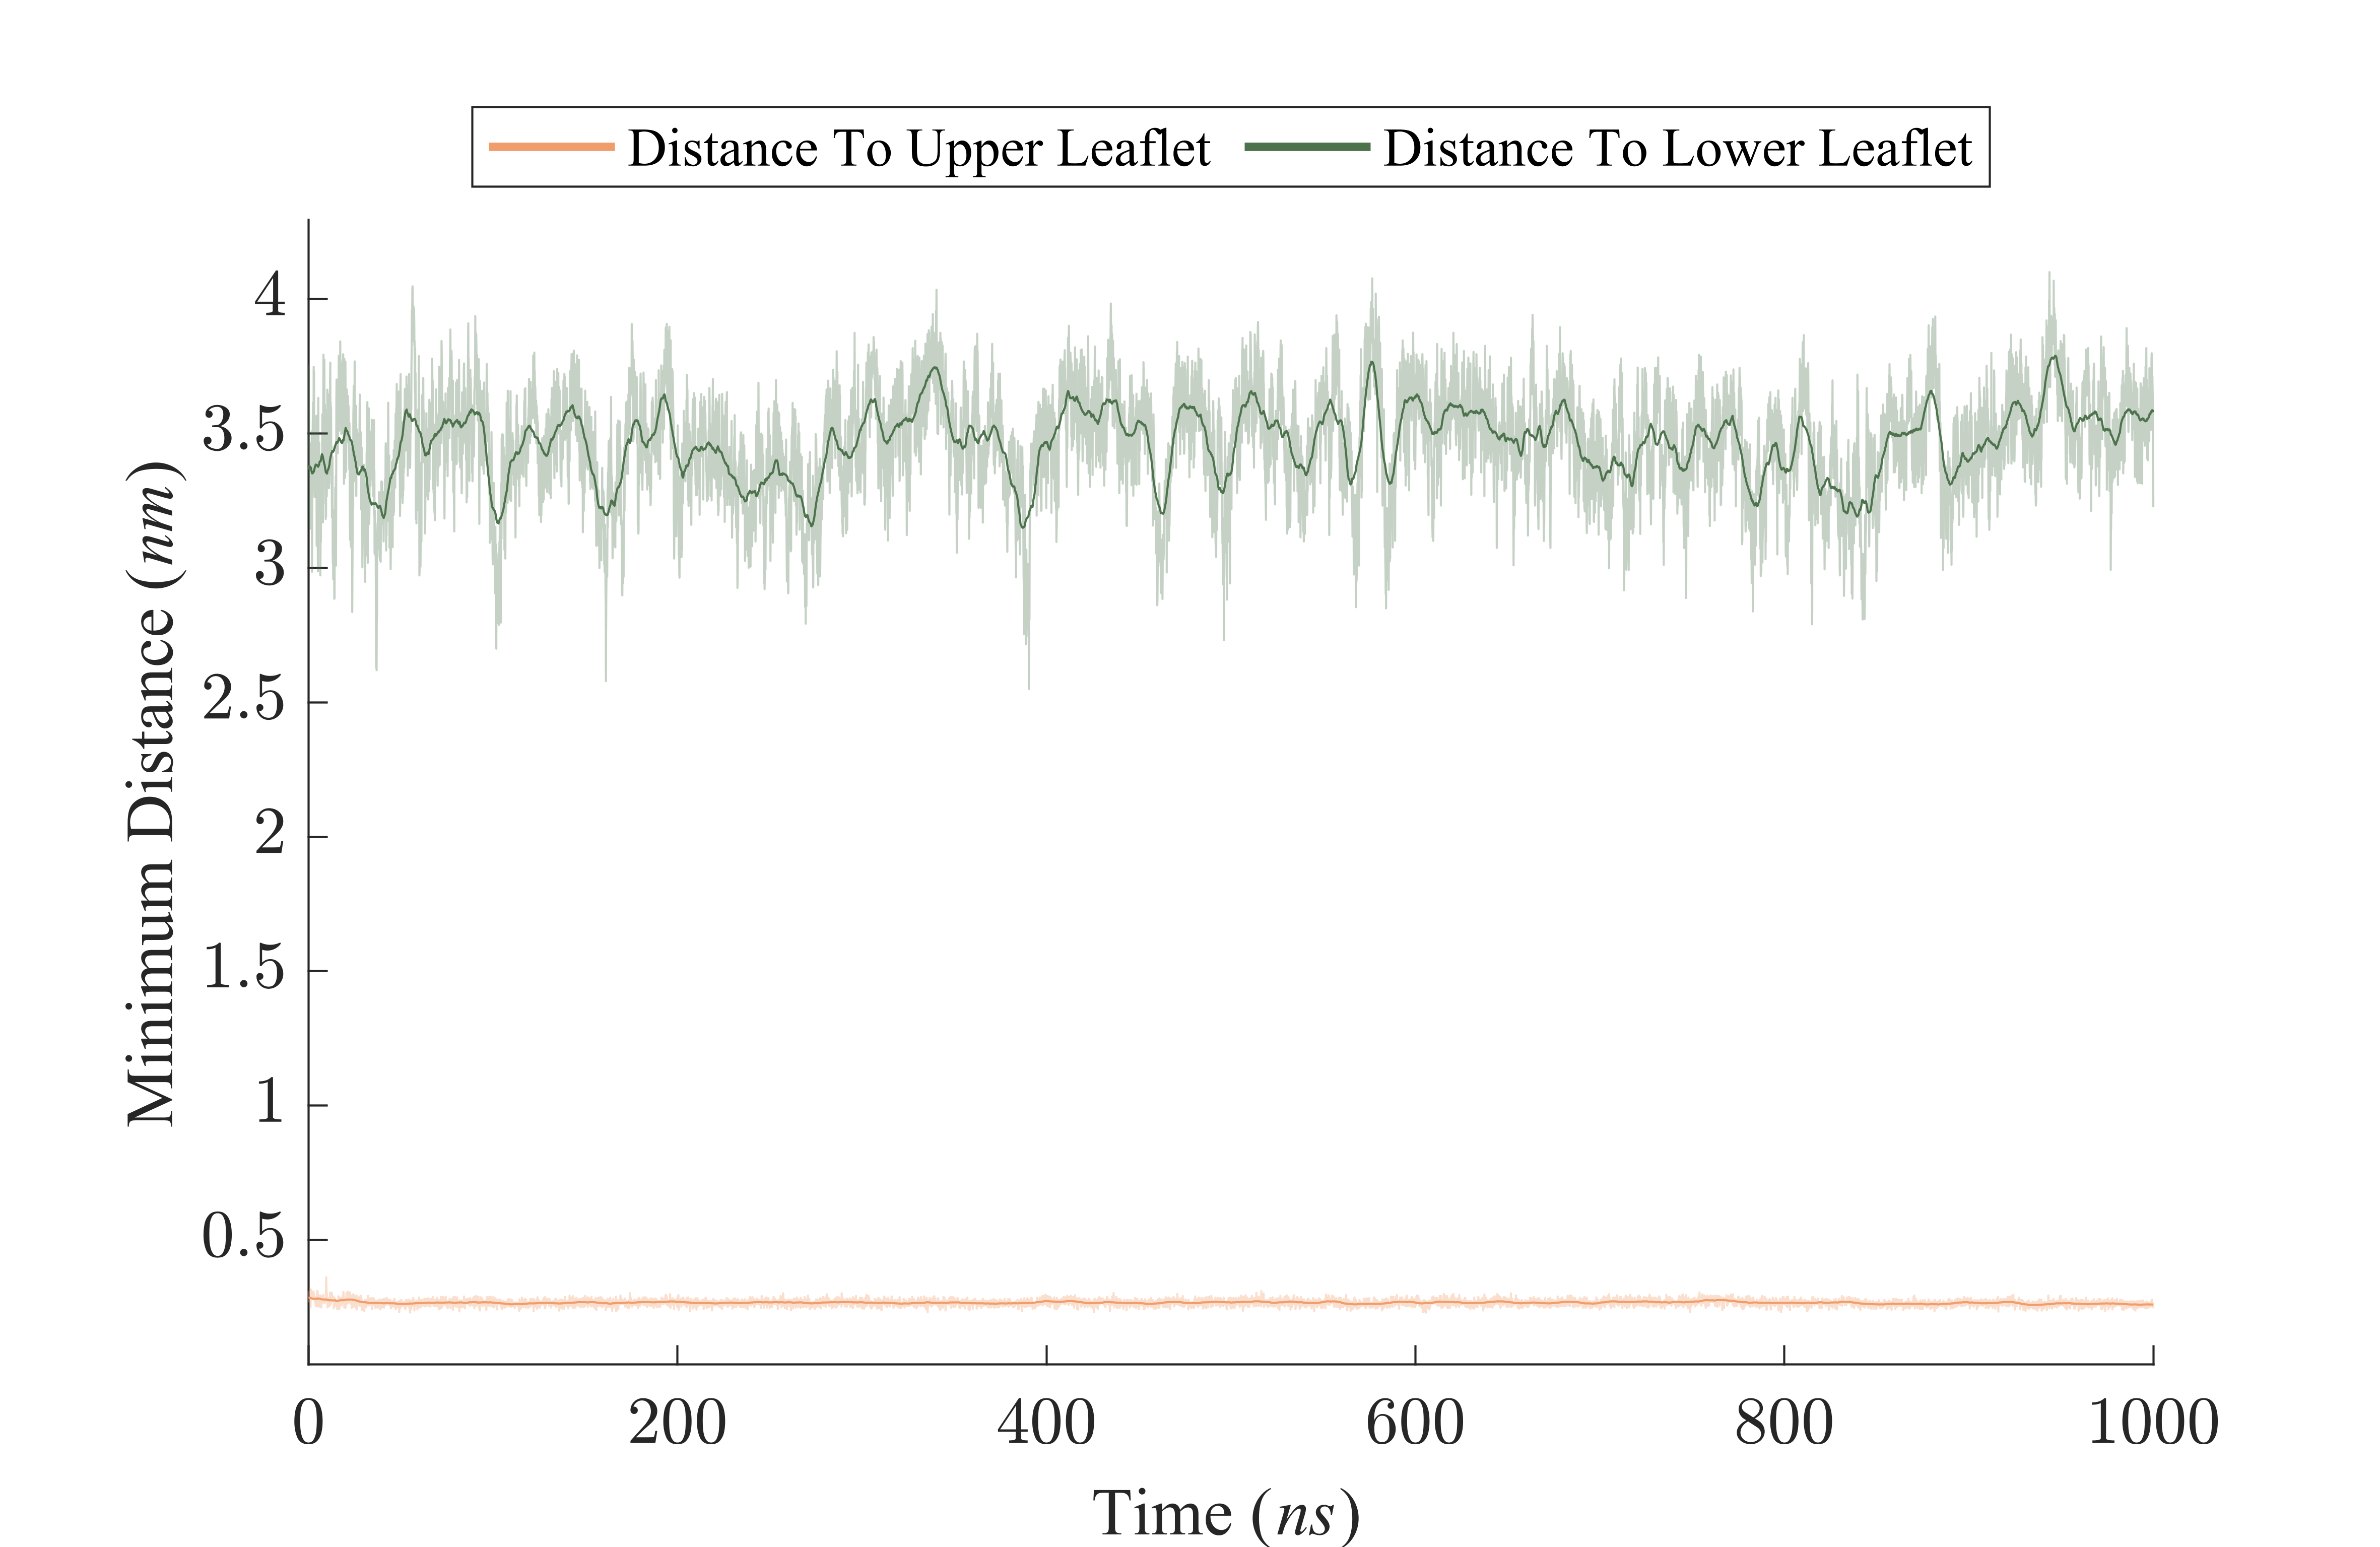 Distance To Upper Leaflet Distance To Lower Leaflet
4
3.5
3
2.5
2
1.5
1
0.5
Minimum Distance (nm)
0 200 400 600 800 1000
Time (ns)